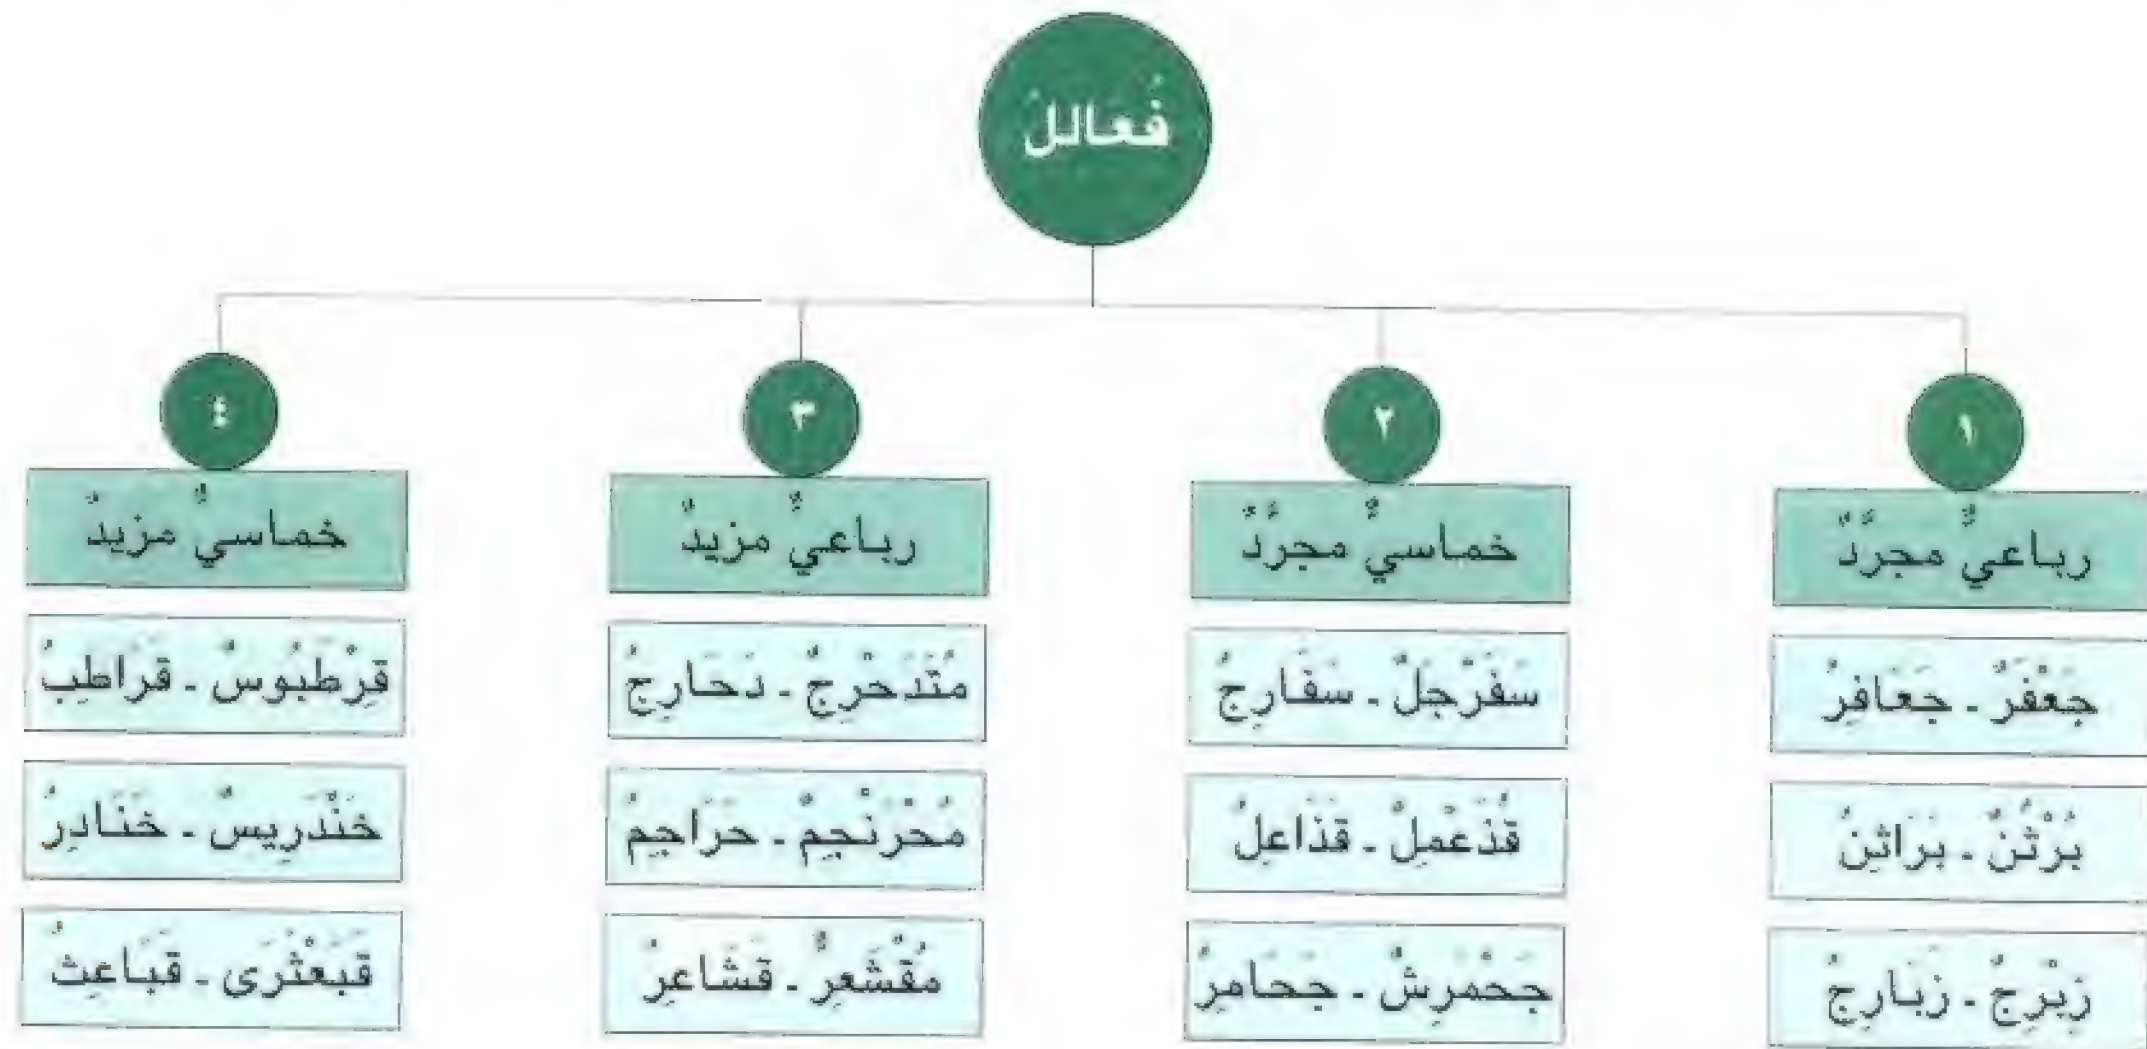 فُعالل
١
٢
٣
٤
رباعيٌّ مجرَّدٌ
خماسيٌّ مجرَّدٌ
رباعيٌّ مزيدٌ
خماسيٌّ مزيدٌ
جَعْفَرٌ - جَعَافِرُ
سَفَرْجَلٌ - سَفَارِجُ
مُتَدَحْرِجٌ - دَحَارِجُ
قِرْطَبُوسٌ - قَرَاطِبُ
بُرْثُنٌ - بَرَاثِنُ
قُذَعْمِلٌ - قَذَاعِلُ
مُحْرَنْجِمٌ - حَرَاجِمُ
خَنْدَرِيسٌ - خَنَادِرُ
زِبْرِجٌ - زَبَارِجُ
جَحْمَرِشٌ - جَحَامِرُ
مُقْشَعِرٌّ - قَشَاعِرُ
قَبَعْثَرَى - قَبَاعِثُ